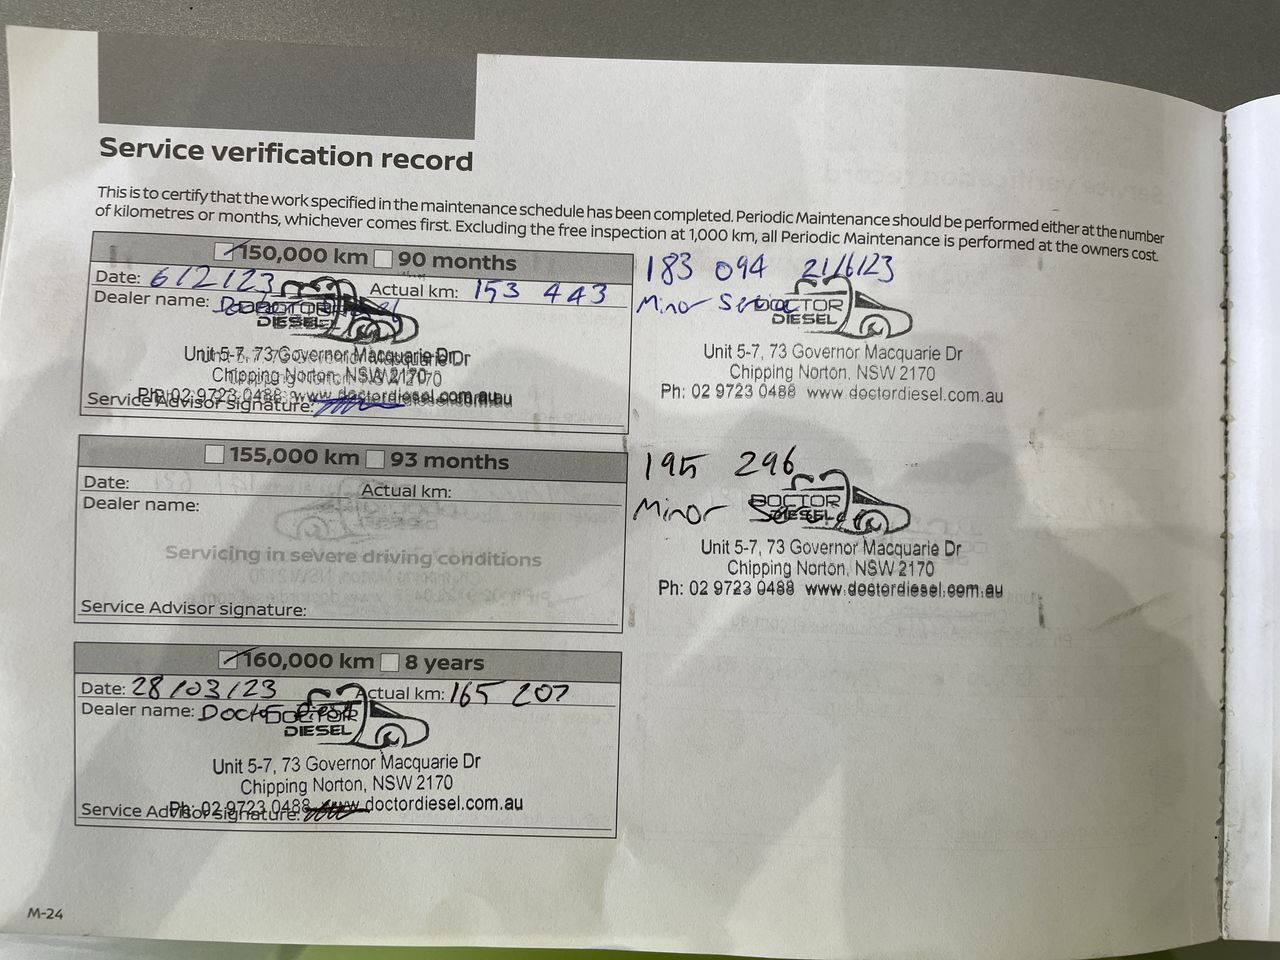 Service verification record
This is to certify that the work specified in the maintenance schedule has been completed. Periodic Maintenance should be performed either at the number
of kilometres or months, whichever comes first. Excluding the free inspection at 1,000 km, all Periodic Maintenance is performed at the owners cost.
150,000 km 90 months
Date: 6/2/23 Actual km: 153 443
Dealer name:
DOCTOR
DIESEL
Unit 5-7, 73 Governor Macquarie Dr
Chipping Norton, NSW 2170
Ph: 02 9723 0488 www.doctordiesel.com.au
Service Advisor signature:
155,000 km 93 months
Date: Actual km:
Dealer name:
Servicing in severe driving conditions
Service Advisor signature:
160,000 km 8 years
Date: 28/03/23 Actual km: 165 207
Dealer name: Doctor
DOCTOR
DIESEL
Unit 5-7, 73 Governor Macquarie Dr
Chipping Norton, NSW 2170
Ph: 02 9723 0488 www.doctordiesel.com.au
Service Advisor signature:
M-24
183 094 21/6/23
Minor Service
DOCTOR
DIESEL
Unit 5-7, 73 Governor Macquarie Dr
Chipping Norton, NSW 2170
Ph: 02 9723 0488 www.doctordiesel.com.au
195 296
Minor Service
DOCTOR
DIESEL
Unit 5-7, 73 Governor Macquarie Dr
Chipping Norton, NSW 2170
Ph: 02 9723 0488 www.doctordiesel.com.au